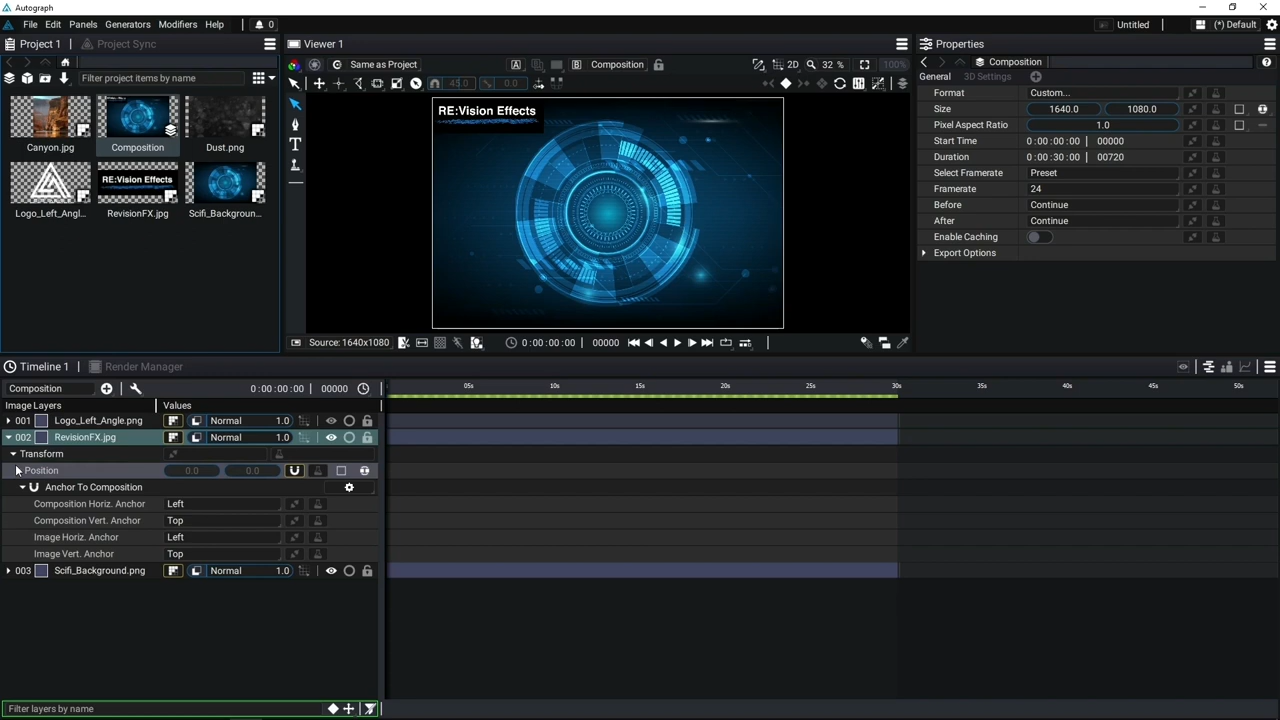 Autograph
File Edit Panels Generators Modifiers Help 0 Untitled (*) Default
Project 1 Project Sync
Filter project items by name
Canyon.jpg Composition Dust.png
RE:Vision Effects
Logo_Left_Angl... RevisionFX.jpg Scifi_Backgroun...
Viewer 1
Same as Project A B Composition 2D 32 % 100%
45.0 0.0
RE:Vision Effects
Source: 1640x1080 0:00:00:00 00000
Properties
Composition
General 3D Settings
Format Custom...
Size 1640.0 1080.0
Pixel Aspect Ratio 1.0
Start Time 0:00:00:00 00000
Duration 0:00:30:00 00720
Select Framerate Preset
Framerate 24
Before Continue
After Continue
Enable Caching
Export Options
Timeline 1 Render Manager
Composition 0:00:00:00 00000
05s 10s 15s 20s 25s 30s 35s 40s 45s 50s
Image Layers Values
001 Logo_Left_Angle.png Normal 1.0
002 RevisionFX.jpg Normal 1.0
Transform
Position 0.0 0.0
Anchor To Composition
Composition Horiz. Anchor Left
Composition Vert. Anchor Top
Image Horiz. Anchor Left
Image Vert. Anchor Top
003 Scifi_Background.png Normal 1.0
Filter layers by name